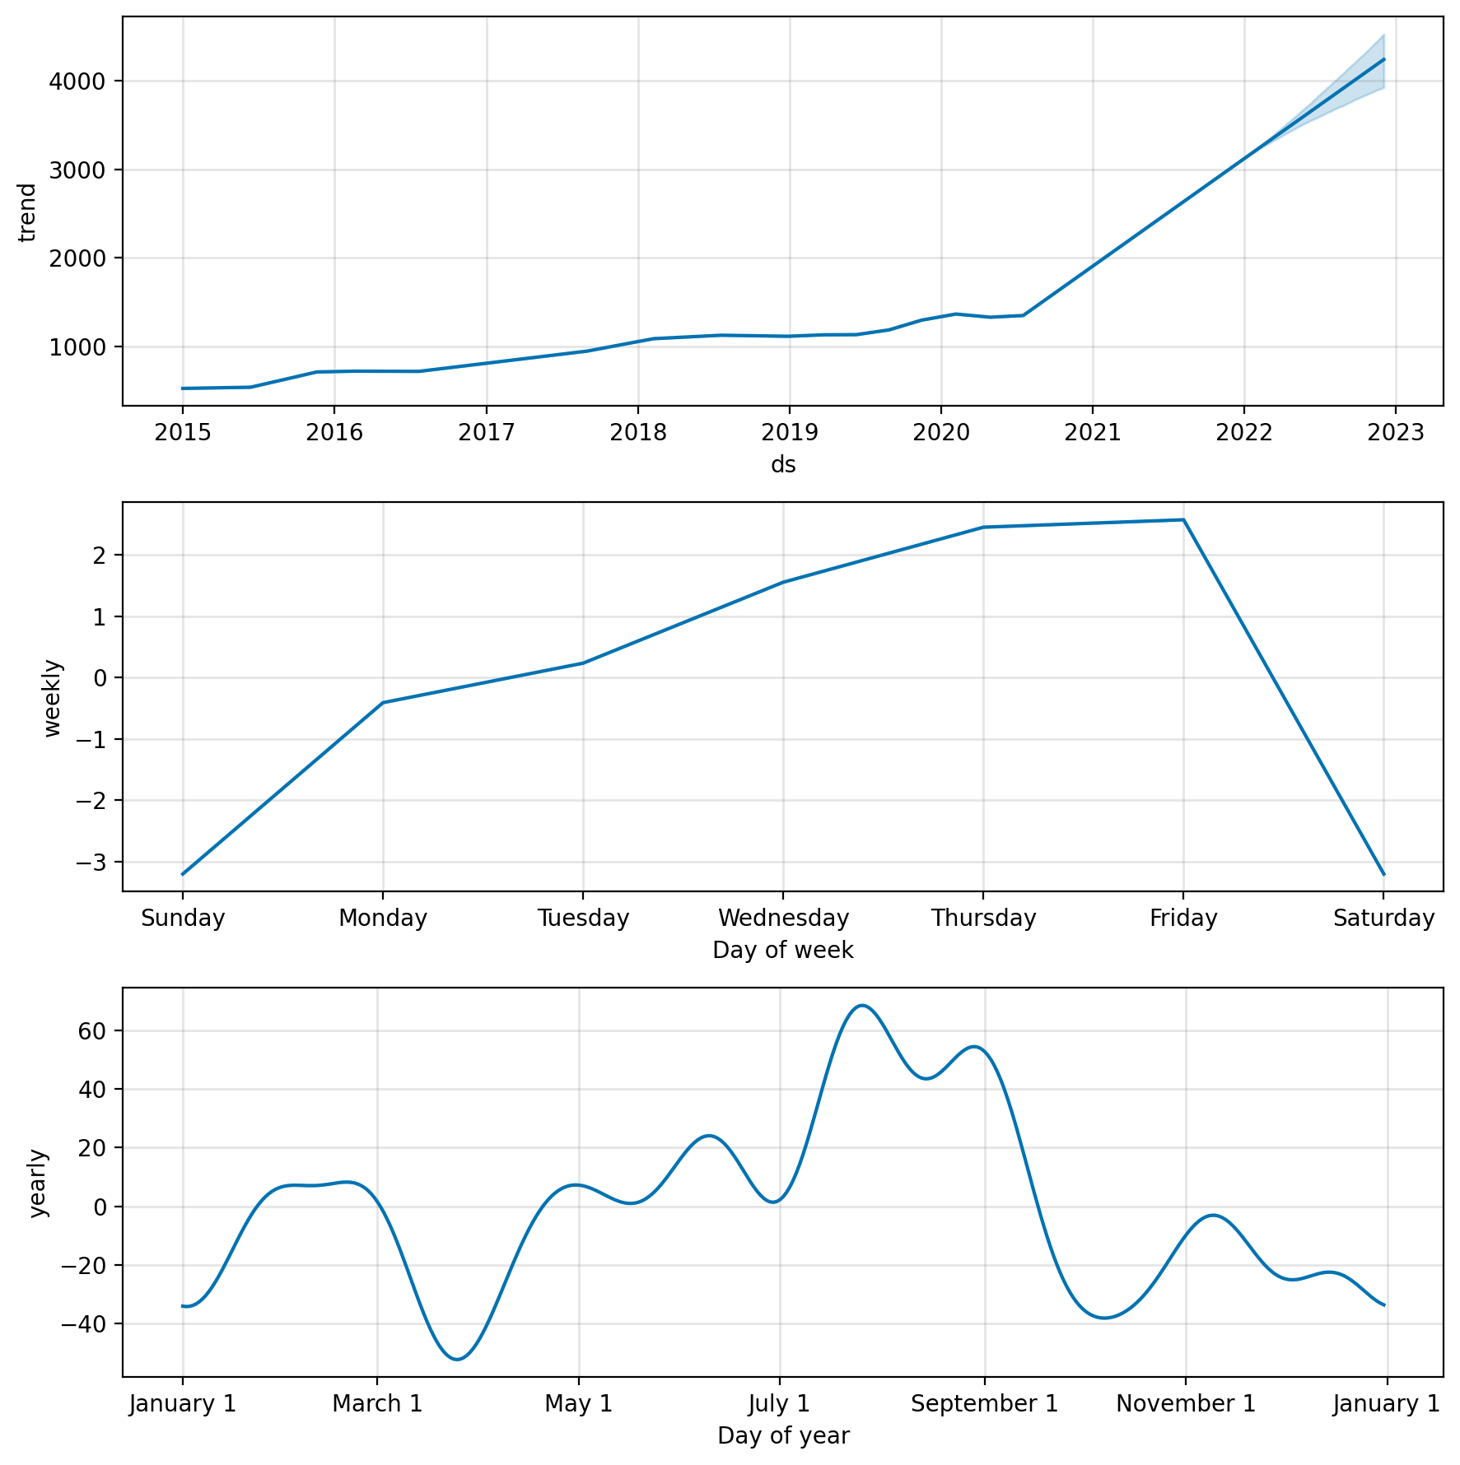 4000
3000
2000
1000
trend
2015 2016 2017 2018 2019 2020 2021 2022 2023
ds
2
1
0
−1
−2
−3
weekly
Sunday Monday Tuesday Wednesday Thursday Friday Saturday
Day of week
60
40
20
0
−20
−40
yearly
January 1 March 1 May 1 July 1 September 1 November 1 January 1
Day of year